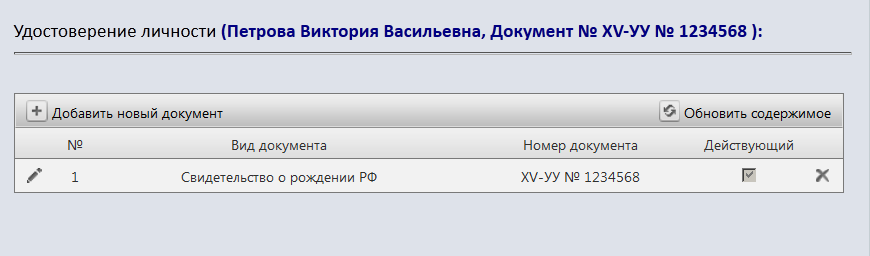 Удостоверение личности (Петрова Виктория Васильевна, Документ № XV-УУ № 1234568 ):
Добавить новый документ Обновить содержимое
№ Вид документа Номер документа Действующий
1 Свидетельство о рождении РФ XV-УУ № 1234568